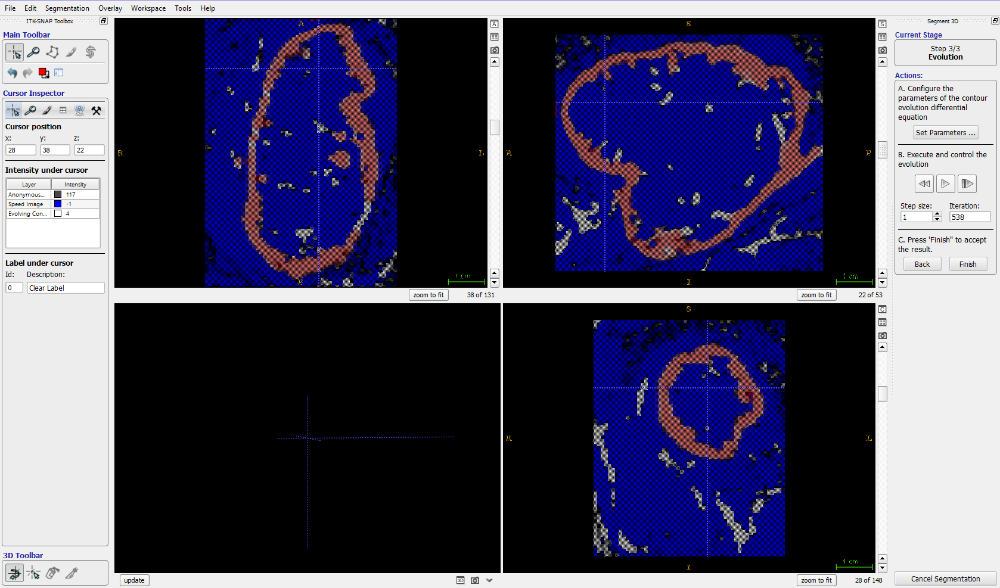 File Edit Segmentation Overlay Workspace Tools Help
ITK-SNAP Toolbox
Main Toolbar
Cursor Inspector
Cursor position
x: y: z:
28 38 22
Intensity under cursor
Layer Intensity
Anonymous... 117
Speed Image -1
Evolving Con... 4
Label under cursor
Id: Description:
0 Clear Label
3D Toolbar
A
R
L
P
1 cm
A
zoom to fit 38 of 131
S
A
P
I
1 cm
S
zoom to fit 22 of 53
update
3D
S
R
L
I
1 cm
C
zoom to fit 28 of 148
Segment 3D
Current Stage
Step 3/3
Evolution
Actions:
A. Configure the
parameters of the contour
evolution differential
equation
Set Parameters ...
B. Execute and control the
evolution
Step size: Iteration:
1 538
C. Press 'Finish" to accept
the result.
Back Finish
Cancel Segmentation